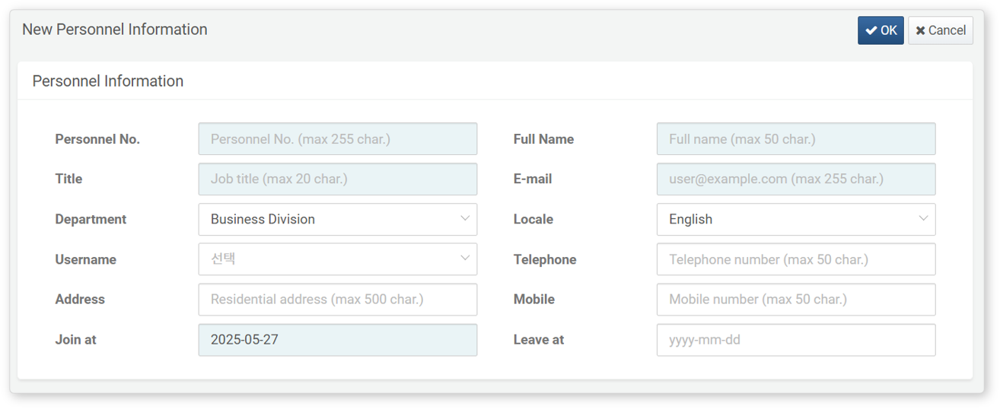 New Personnel Information
OK Cancel
Personnel Information
Personnel No. Personnel No. (max 255 char.) Full Name Full name (max 50 char.)
Title Job title (max 20 char.) E-mail user@example.com (max 255 char.)
Department Business Division Locale English
Username 선택 Telephone Telephone number (max 50 char.)
Address Residential address (max 500 char.) Mobile Mobile number (max 50 char.)
Join at 2025-05-27 Leave at yyyy-mm-dd